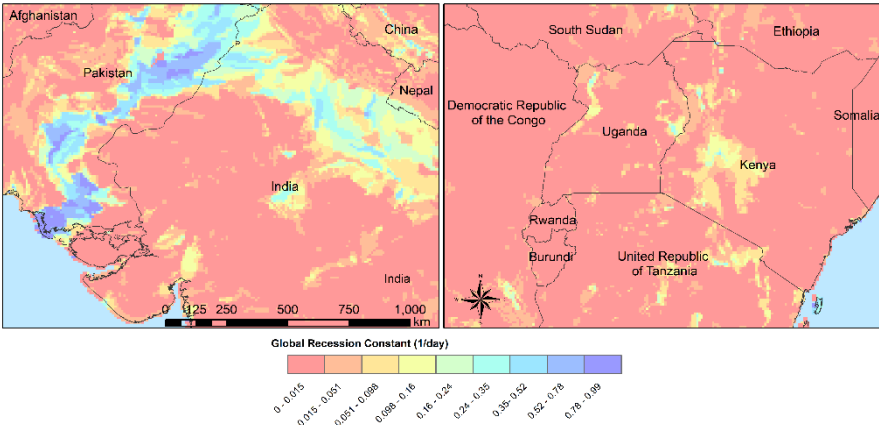 Afghanistan
China
Pakistan
Nepal
India
India
0 125 250 500 750 1,000
km
South Sudan
Ethiopia
Democratic Republic
of the Congo
Somalia
Uganda
Kenya
Rwanda
Burundi
United Republic
of Tanzania
N
W
E
S
Global Recession Constant (1/day)
0 - 0.015
0.015 - 0.051
0.051 - 0.098
0.098 - 0.16
0.16 - 0.24
0.24 - 0.35
0.35 - 0.52
0.52 - 0.78
0.78 - 0.99